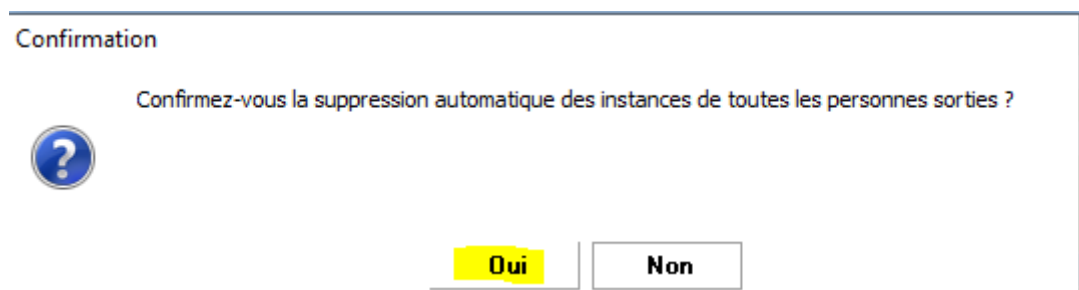 Confirmation
Confirmez-vous la suppression automatique des instances de toutes les personnes sorties ?
Oui
Non